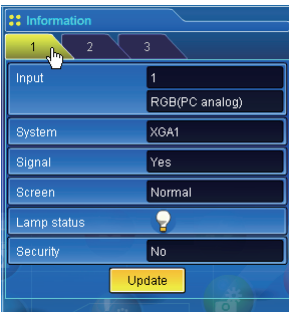 Information
1 2 3
Input 1
RGB(PC analog)
System XGA1
Signal Yes
Screen Normal
Lamp status
Security No
Update